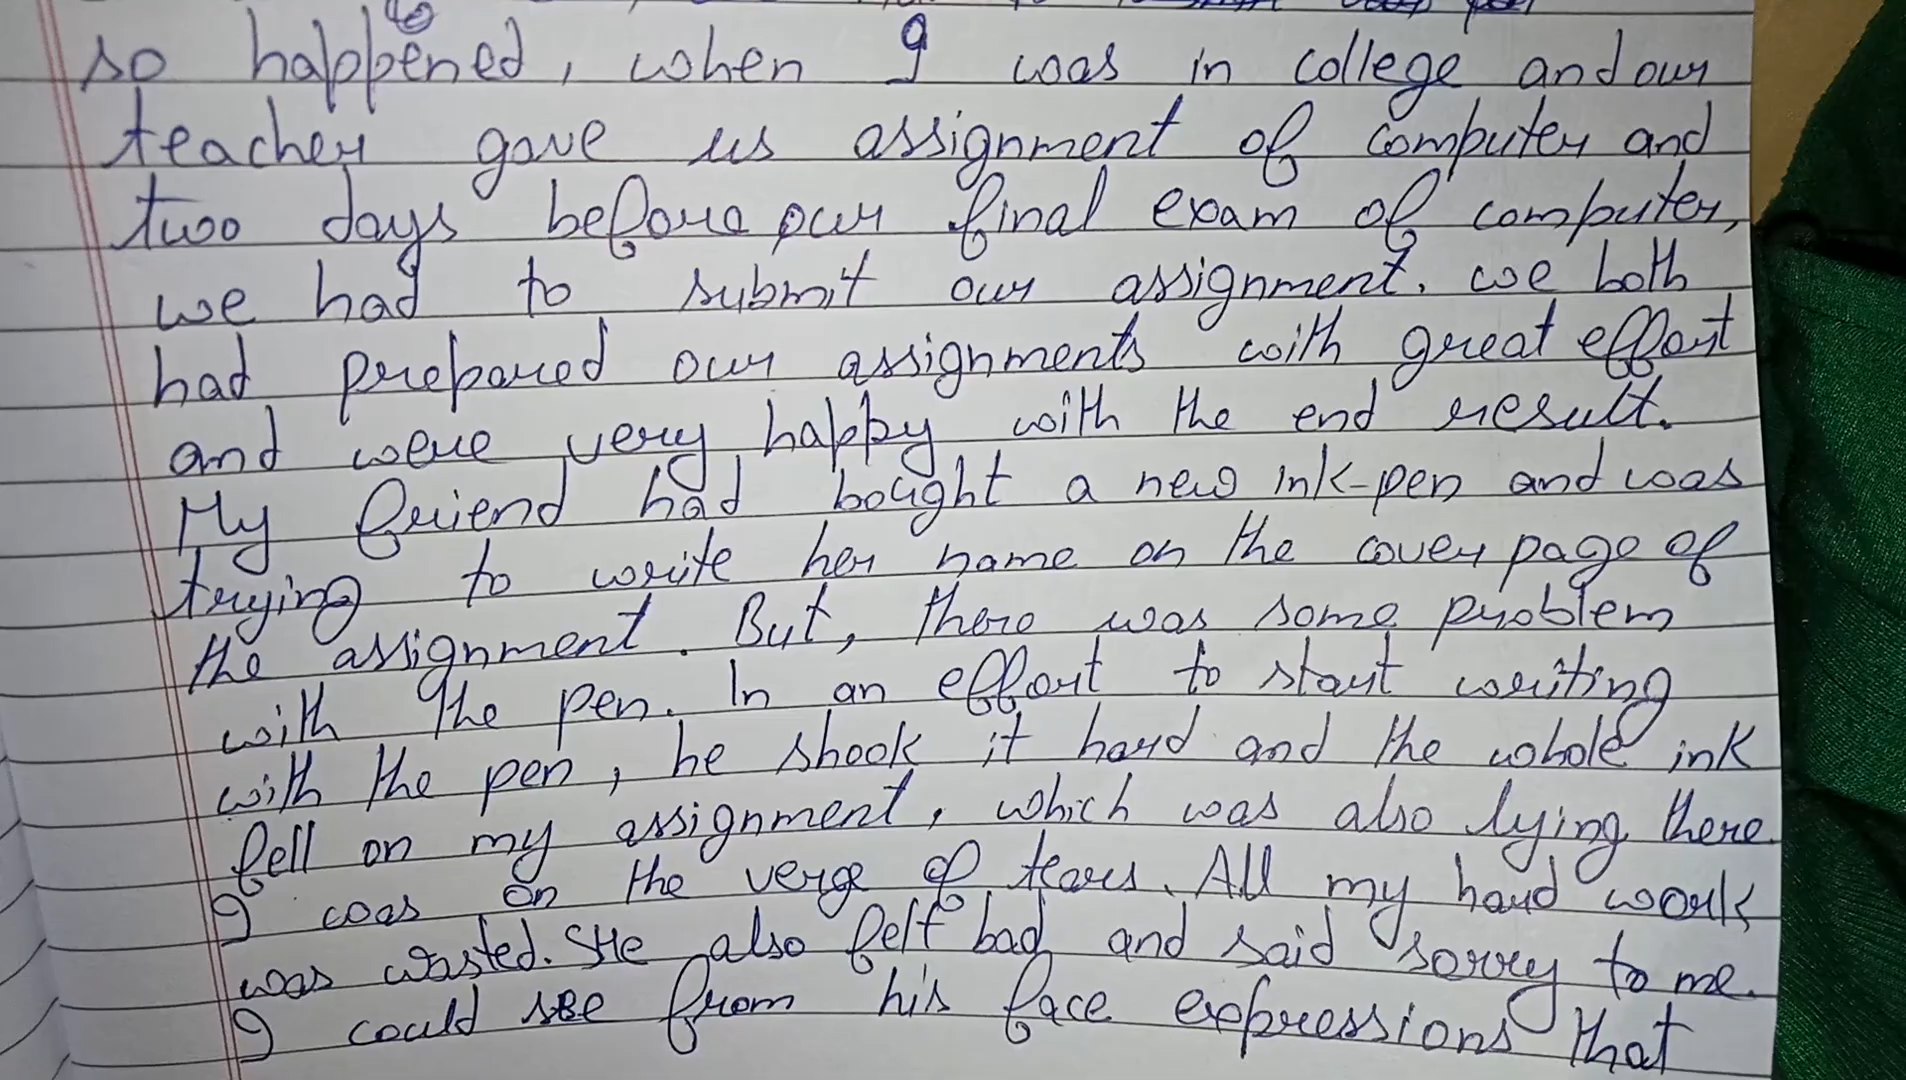 so happened, when I was in college and our
teacher gave us assignment of computer and
two days before our final exam of computer,
we had to submit our assignment. we both
had prepared our assignments with great effort
and were very happy with the end result.
My friend had bought a new ink-pen and was
trying to write her name on the cover page of
the assignment. But, there was some problem
with the pen. In an effort to start writing
with the pen, he shook it hard and the whole ink
fell on my assignment, which was also lying there.
I was on the verge of tears. All my hard work
was wasted. SHe also felt bad and said sorry to me.
I could see from his face expressions that